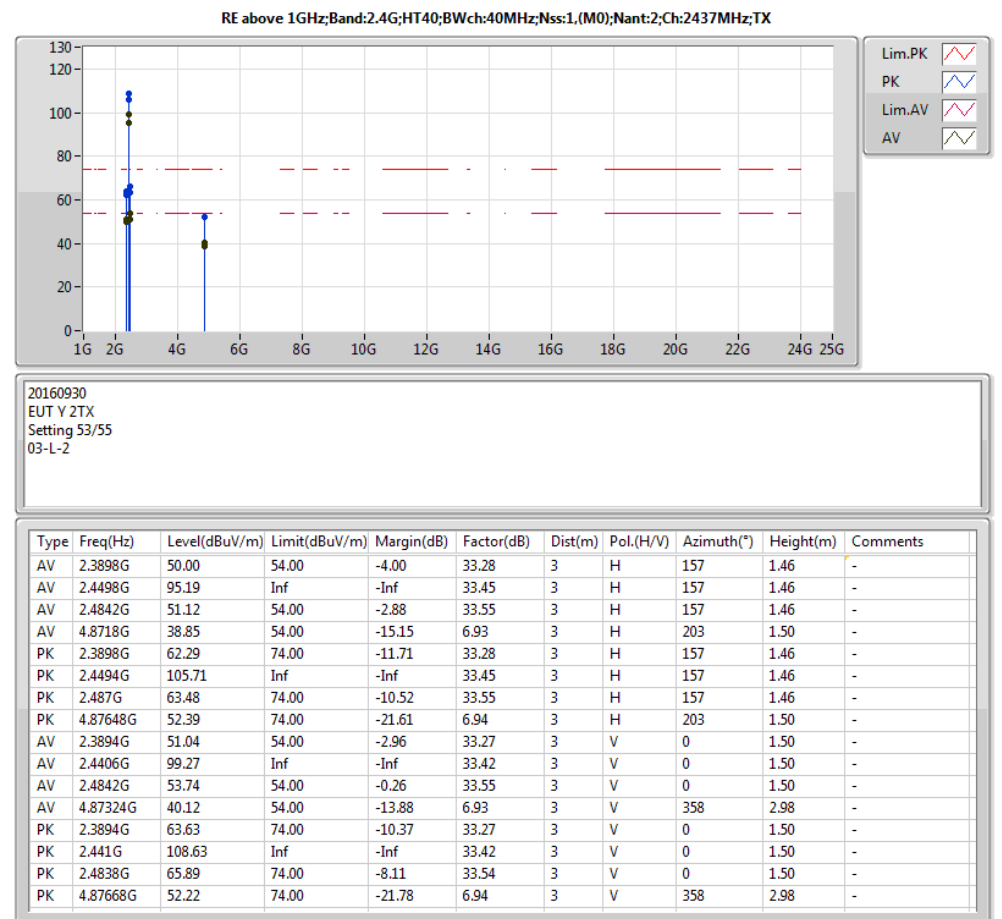 RE above 1GHz;Band:2.4G;HT40;BWch:40MHz;Nss:1,(M0);Nant:2;Ch:2437MHz;TX
130
120
100
80
60
40
20
0
1G 2G 4G 6G 8G 10G 12G 14G 16G 18G 20G 22G 24G 25G
Lim.PK
PK
Lim.AV
AV
20160930
EUT Y 2TX
Setting 53/55
03-L-2
Type Freq(Hz) Level(dBuV/m) Limit(dBuV/m) Margin(dB) Factor(dB) Dist(m) Pol.(H/V) Azimuth(°) Height(m) Comments
AV 2.3898G 50.00 54.00 -4.00 33.28 3 H 157 1.46 -
AV 2.4498G 95.19 Inf -Inf 33.45 3 H 157 1.46 -
AV 2.4842G 51.12 54.00 -2.88 33.55 3 H 157 1.46 -
AV 4.8718G 38.85 54.00 -15.15 6.93 3 H 203 1.50 -
PK 2.3898G 62.29 74.00 -11.71 33.28 3 H 157 1.46 -
PK 2.4494G 105.71 Inf -Inf 33.45 3 H 157 1.46 -
PK 2.487G 63.48 74.00 -10.52 33.55 3 H 157 1.46 -
PK 4.87648G 52.39 74.00 -21.61 6.94 3 H 203 1.50 -
AV 2.3894G 51.04 54.00 -2.96 33.27 3 V 0 1.50 -
AV 2.4406G 99.27 Inf -Inf 33.42 3 V 0 1.50 -
AV 2.4842G 53.74 54.00 -0.26 33.55 3 V 0 1.50 -
AV 4.87324G 40.12 54.00 -13.88 6.93 3 V 358 2.98 -
PK 2.3894G 63.63 74.00 -10.37 33.27 3 V 0 1.50 -
PK 2.441G 108.63 Inf -Inf 33.42 3 V 0 1.50 -
PK 2.4838G 65.89 74.00 -8.11 33.54 3 V 0 1.50 -
PK 4.87668G 52.22 74.00 -21.78 6.94 3 V 358 2.98 -